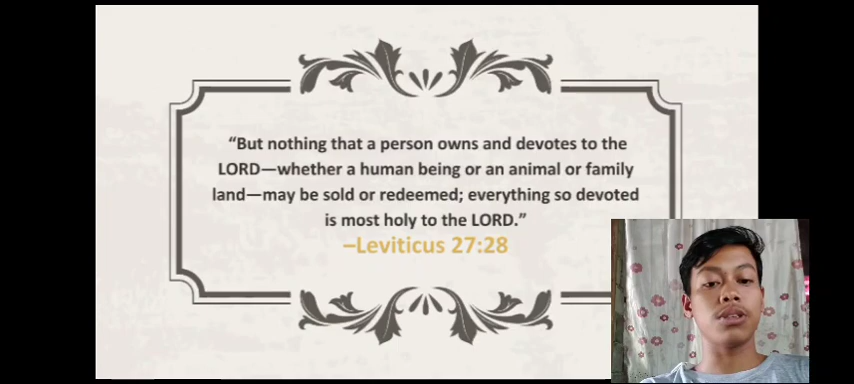 “But nothing that a person owns and devotes to the
LORD—whether a human being or an animal or family
land—may be sold or redeemed; everything so devoted
is most holy to the LORD.”
–Leviticus 27:28